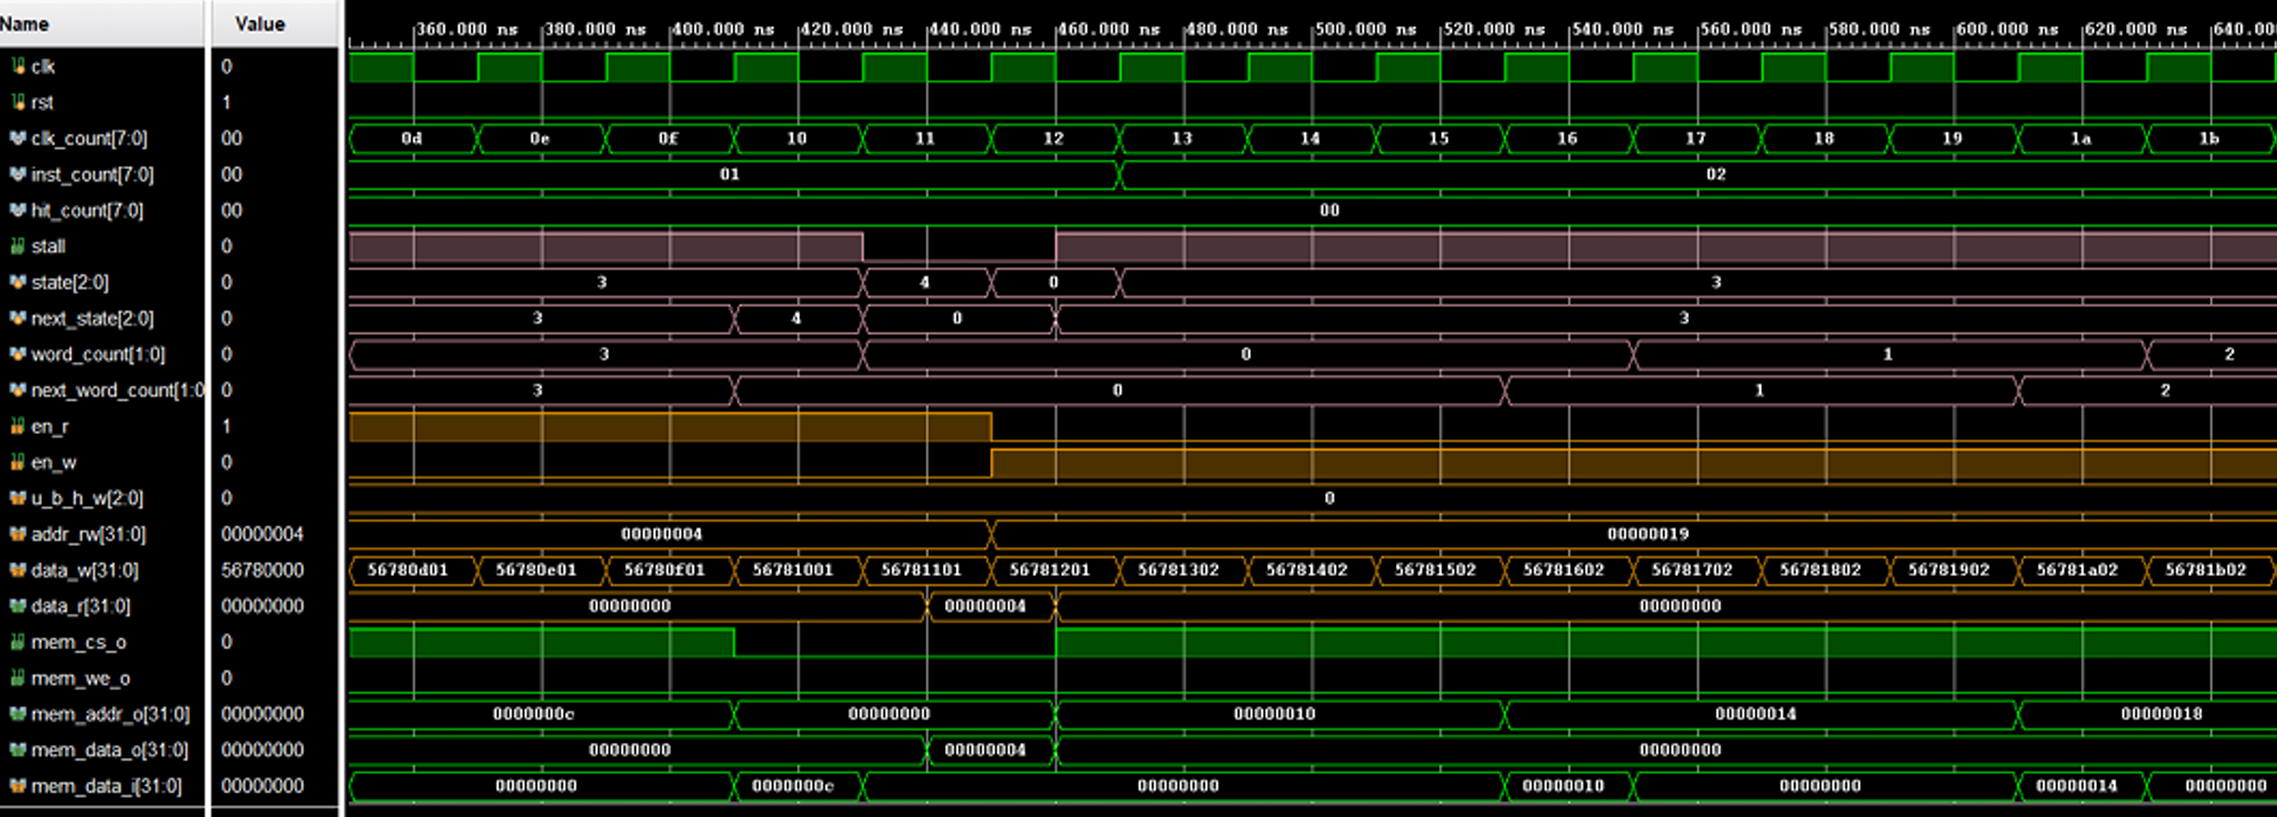 Name Value 360.000 ns 380.000 ns 400.000 ns 420.000 ns 440.000 ns 460.000 ns 480.000 ns 500.000 ns 520.000 ns 540.000 ns 560.000 ns 580.000 ns 600.000 ns 620.000 ns 640.00
clk 0
rst 1
clk_count[7:0] 00 0d 0e 0f 10 11 12 13 14 15 16 17 18 19 1a 1b
inst_count[7:0] 00 01 02
hit_count[7:0] 00 00
stall 0
state[2:0] 0 3 4 0 3
next_state[2:0] 0 3 4 0 3
word_count[1:0] 0 3 0 1 2
next_word_count[1:0 0 3 0 1 2
en_r 1
en_w 0
u_b_h_w[2:0] 0 0
addr_rw[31:0] 00000004 00000004 00000019
data_w[31:0] 56780000 56780d01 56780e01 56780f01 56781001 56781101 56781201 56781302 56781402 56781502 56781602 56781702 56781802 56781902 56781a02 56781b02
data_r[31:0] 00000000 00000000 00000004 00000000
mem_cs_o 0
mem_we_o 0
mem_addr_o[31:0] 00000000 0000000c 00000000 00000010 00000014 00000018
mem_data_o[31:0] 00000000 00000000 00000004 00000000
mem_data_i[31:0] 00000000 00000000 0000000c 00000000 00000010 00000000 00000014 00000000